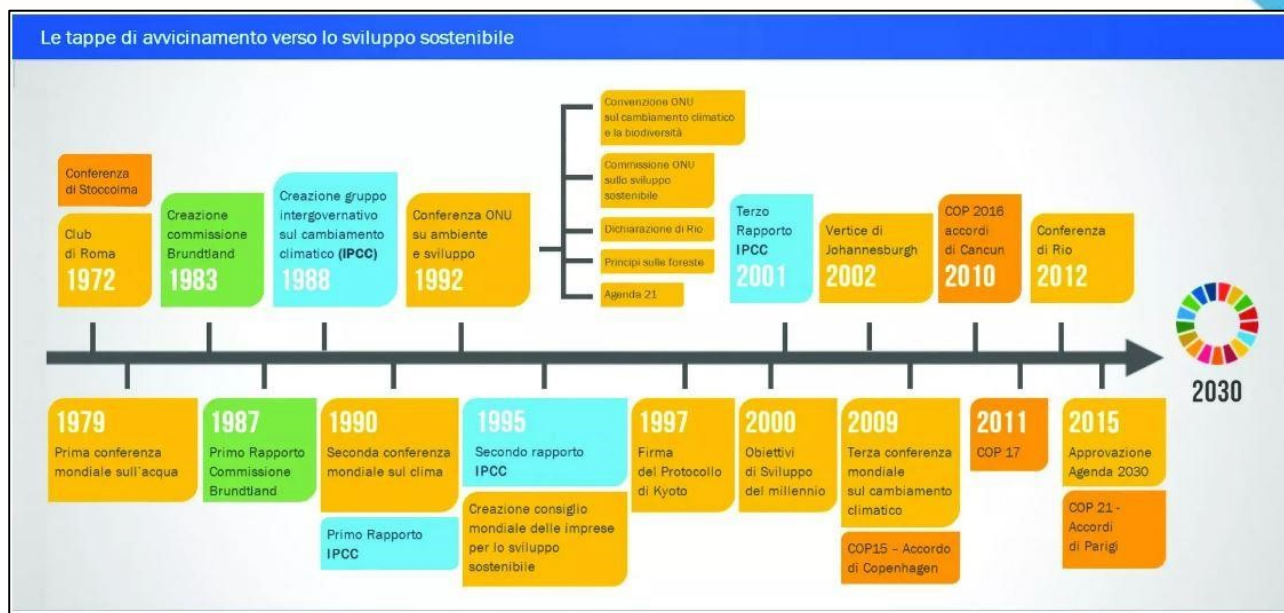 Le tappe di avvicinamento verso lo sviluppo sostenibile
Conferenza
di Stoccolma
Club
di Roma
1972
Creazione
commissione
Brundtland
1983
Creazione gruppo
intergovernativo
sul cambiamento
climatico (IPCC)
1988
Conferenza ONU
su ambiente
e sviluppo
1992
Convenzione ONU
sul cambiamento climatico
e la biodiversità
Commissione ONU
sullo sviluppo
sostenibile
Dichiarazione di Rio
Principi sulle foreste
Agenda 21
Terzo
Rapporto
IPCC
2001
Vertice di
Johannesburgh
2002
COP 2016
accordi
di Cancun
2010
Conferenza
di Rio
2012
2030
1979
Prima conferenza
mondiale sull'acqua
1987
Primo Rapporto
Commissione
Brundtland
1990
Seconda conferenza
mondiale sul clima
Primo Rapporto
IPCC
1995
Secondo rapporto
IPCC
Creazione consiglio
mondiale delle imprese
per lo sviluppo
sostenibile
1997
Firma
del Protocollo
di Kyoto
2000
Obiettivi
di Sviluppo
del millennio
2009
Terza conferenza
mondiale
sul cambiamento
climatico
COP15 – Accordo
di Copenhagen
2011
COP 17
2015
Approvazione
Agenda 2030
COP 21 -
Accordi
di Parigi